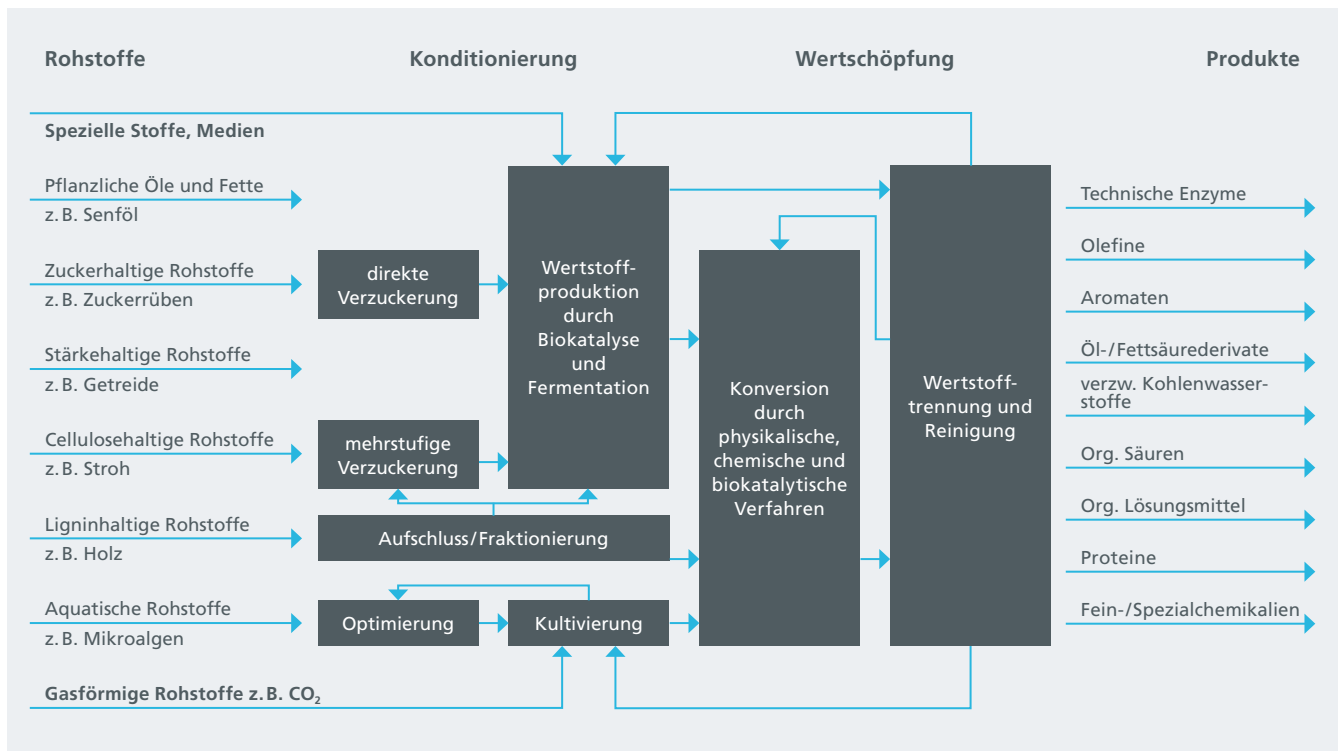 Rohstoffe
Konditionierung
Wertschöpfung
Produkte
Spezielle Stoffe, Medien
Pflanzliche Öle und Fette
z. B. Senföl
Zuckerhaltige Rohstoffe
z. B. Zuckerrüben
Stärkehaltige Rohstoffe
z. B. Getreide
Cellulosehaltige Rohstoffe
z. B. Stroh
Ligninhaltige Rohstoffe
z. B. Holz
Aquatische Rohstoffe
z. B. Mikroalgen
Gasförmige Rohstoffe z. B. CO₂
direkte
Verzuckerung
mehrstufige
Verzuckerung
Aufschluss/Fraktionierung
Optimierung
Kultivierung
Wertstoff-
produktion
durch
Biokatalyse
und
Fermentation
Konversion
durch
physikalische,
chemische und
biokatalytische
Verfahren
Wertstoff-
trennung und
Reinigung
Technische Enzyme
Olefine
Aromaten
Öl-/Fettsäurederivate
verzw. Kohlenwasser-
stoffe
Org. Säuren
Org. Lösungsmittel
Proteine
Fein-/Spezialchemikalien